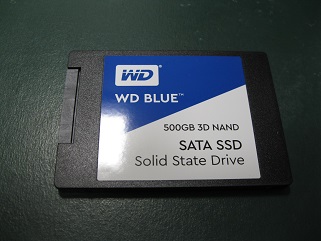 WD
WD BLUE™
500GB 3D NAND
SATA SSD
Solid State Drive